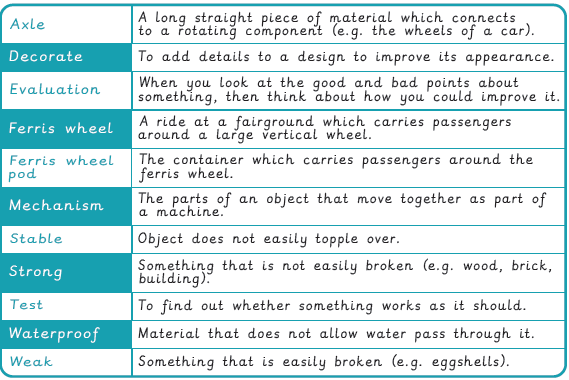 Axle
A long straight piece of material which connects
to a rotating component (e.g. the wheels of a car).
Decorate
To add details to a design to improve its appearance.
Evaluation
When you look at the good and bad points about
something, then think about how you could improve it.
Ferris wheel
A ride at a fairground which carries passengers
around a large vertical wheel.
Ferris wheel
pod
The container which carries passengers around the
ferris wheel.
Mechanism
The parts of an object that move together as part of
a machine.
Stable
Object does not easily topple over.
Strong
Something that is not easily broken (e.g. wood, brick,
building).
Test
To find out whether something works as it should.
Waterproof
Material that does not allow water pass through it.
Weak
Something that is easily broken (e.g. eggshells).